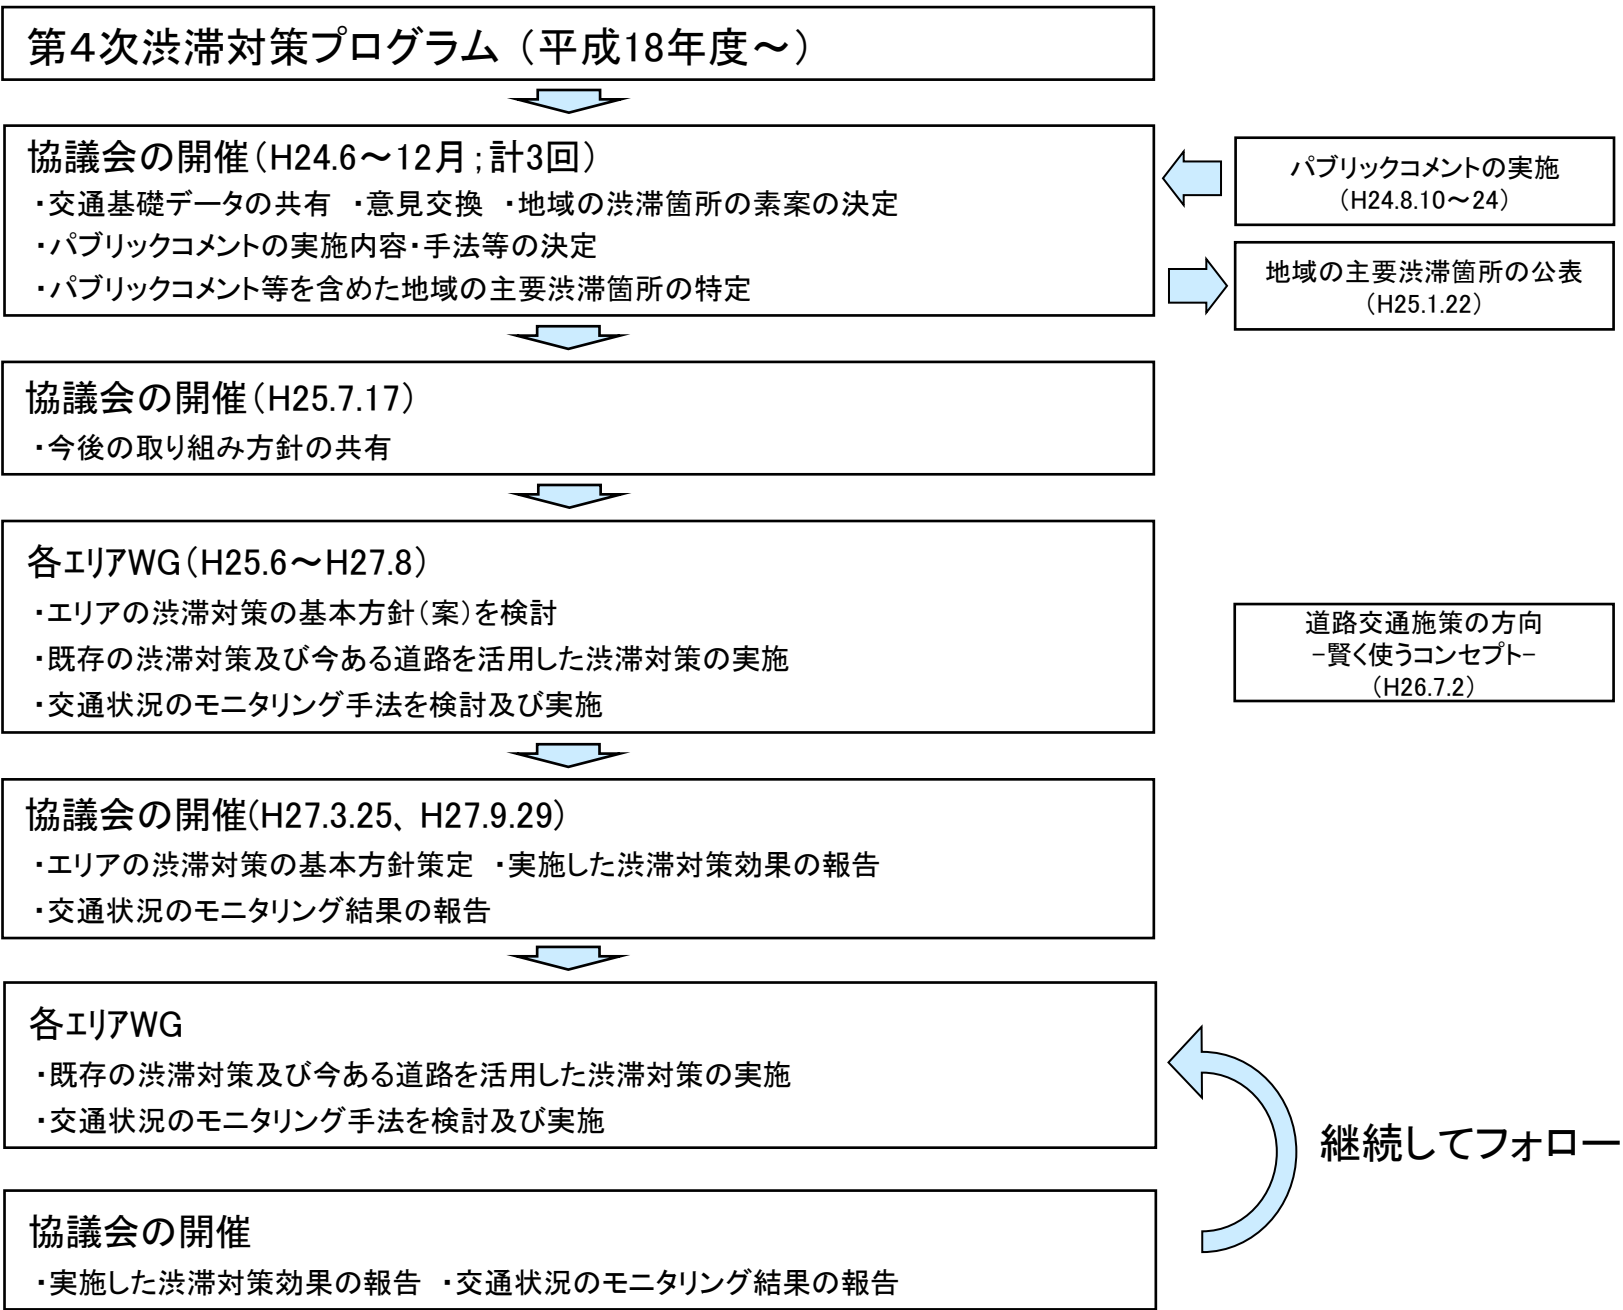 第４次渋滞対策プログラム（平成18年度～）
協議会の開催（H24.6～12月；計3回）
・交通基礎データの共有　・意見交換　・地域の渋滞箇所の素案の決定
・パブリックコメントの実施内容・手法等の決定
・パブリックコメント等を含めた地域の主要渋滞箇所の特定
パブリックコメントの実施
（H24.8.10～24）
地域の主要渋滞箇所の公表
（H25.1.22）
協議会の開催（H25.7.17）
・今後の取り組み方針の共有
各ｴﾘｱWG（H25.6～H27.8）
・エリアの渋滞対策の基本方針（案）を検討
・既存の渋滞対策及び今ある道路を活用した渋滞対策の実施
・交通状況のモニタリング手法を検討及び実施
道路交通施策の方向
−賢く使うコンセプト−
（H26.7.2）
協議会の開催(H27.3.25、H27.9.29)
・エリアの渋滞対策の基本方針策定　・実施した渋滞対策効果の報告
・交通状況のモニタリング結果の報告
各ｴﾘｱWG
・既存の渋滞対策及び今ある道路を活用した渋滞対策の実施
・交通状況のモニタリング手法を検討及び実施
継続してフォロー
協議会の開催
・実施した渋滞対策効果の報告　・交通状況のモニタリング結果の報告